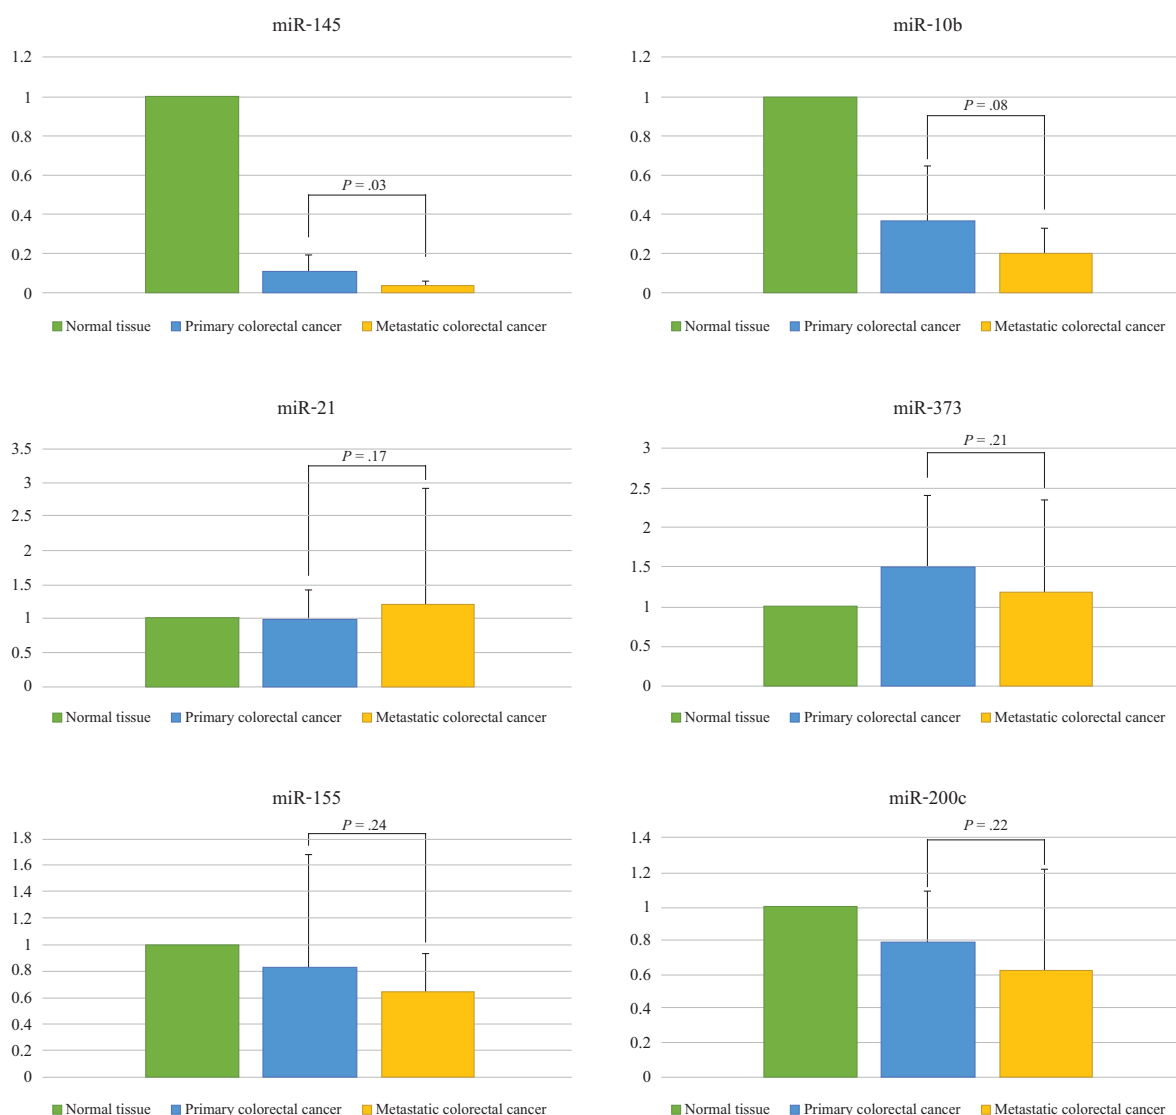 miR-145
1.2
1
0.8
0.6
0.4
0.2
0
P = .03
Normal tissue Primary colorectal cancer Metastatic colorectal cancer
miR-10b
1.2
1
0.8
0.6
0.4
0.2
0
P = .08
Normal tissue Primary colorectal cancer Metastatic colorectal cancer
miR-21
3.5
3
2.5
2
1.5
1
0.5
0
P = .17
Normal tissue Primary colorectal cancer Metastatic colorectal cancer
miR-373
3
2.5
2
1.5
1
0.5
0
P = .21
Normal tissue Primary colorectal cancer Metastatic colorectal cancer
miR-155
1.8
1.6
1.4
1.2
1
0.8
0.6
0.4
0.2
0
P = .24
Normal tissue Primary colorectal cancer Metastatic colorectal cancer
miR-200c
1.4
1.2
1
0.8
0.6
0.4
0.2
0
P = .22
Normal tissue Primary colorectal cancer Metastatic colorectal cancer